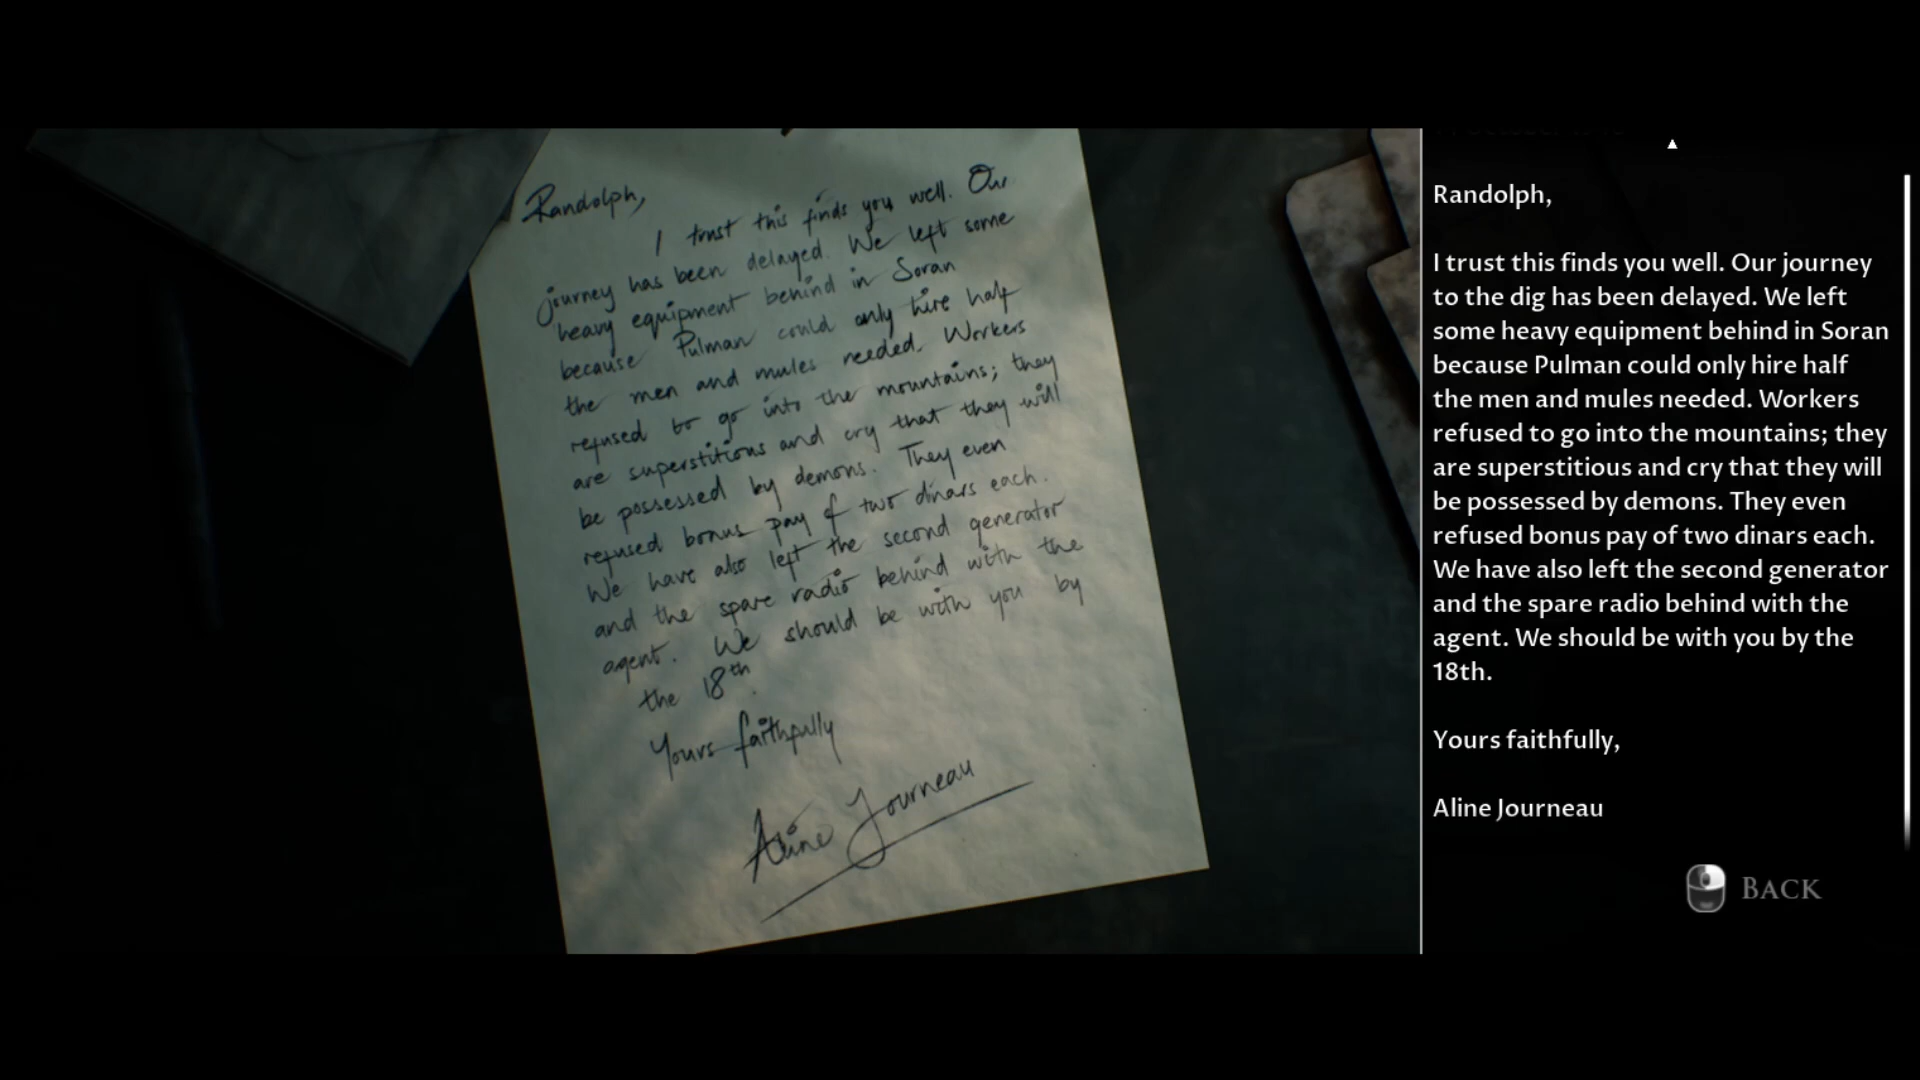 Randolph,
I trust this finds you well. Our
journey has been delayed. We left some
heavy equipment behind in Soran
because Pulman could only hire half
the men and mules needed. Workers
refused to go into the mountains; they
are superstitious and cry that they will
be possessed by demons. They even
refused bonus pay of two dinars each.
We have also left the second generator
and the spare radio behind with the
agent. We should be with you by
the 18th.
Yours faithfully
Aline Journeau
Randolph,
I trust this finds you well. Our journey
to the dig has been delayed. We left
some heavy equipment behind in Soran
because Pulman could only hire half
the men and mules needed. Workers
refused to go into the mountains; they
are superstitious and cry that they will
be possessed by demons. They even
refused bonus pay of two dinars each.
We have also left the second generator
and the spare radio behind with the
agent. We should be with you by the
18th.
Yours faithfully,
Aline Journeau
BACK